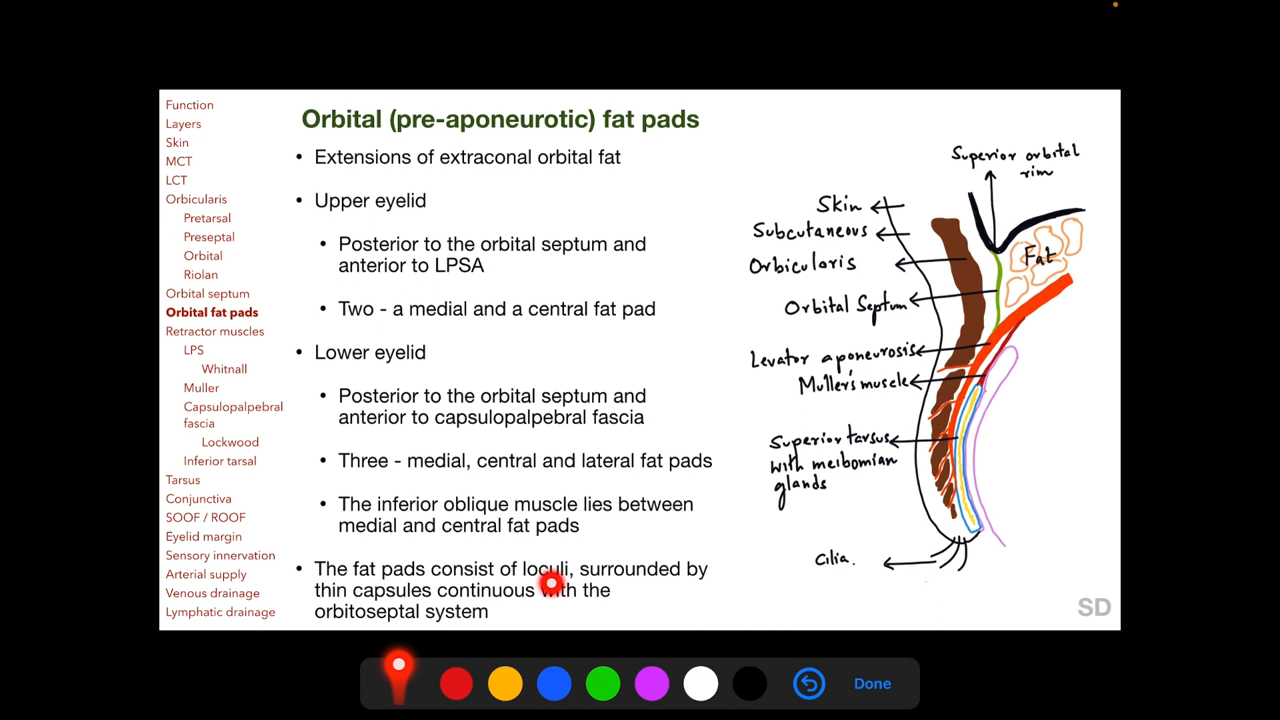 Function
Layers
Skin
MCT
LCT
Orbicularis
Pretarsal
Preseptal
Orbital
Riolan
Orbital septum
Orbital fat pads
Retractor muscles
LPS
Whitnall
Muller
Capsulopalpebral
fascia
Lockwood
Inferior tarsal
Tarsus
Conjunctiva
SOOF / ROOF
Eyelid margin
Sensory innervation
Arterial supply
Venous drainage
Lymphatic drainage
Orbital (pre-aponeurotic) fat pads
• Extensions of extraconal orbital fat
• Upper eyelid
• Posterior to the orbital septum and
anterior to LPSA
• Two - a medial and a central fat pad
• Lower eyelid
• Posterior to the orbital septum and
anterior to capsulopalpebral fascia
• Three - medial, central and lateral fat pads
• The inferior oblique muscle lies between
medial and central fat pads
• The fat pads consist of loculi, surrounded by
thin capsules continuous with the
orbitoseptal system
Superior orbital
rim
Skin
Subcutaneous
Orbicularis
Fat
Orbital Septum
Levator aponeurosis
Muller's muscle
Superior tarsus
with meibomian
glands
Cilia.
SD
Done